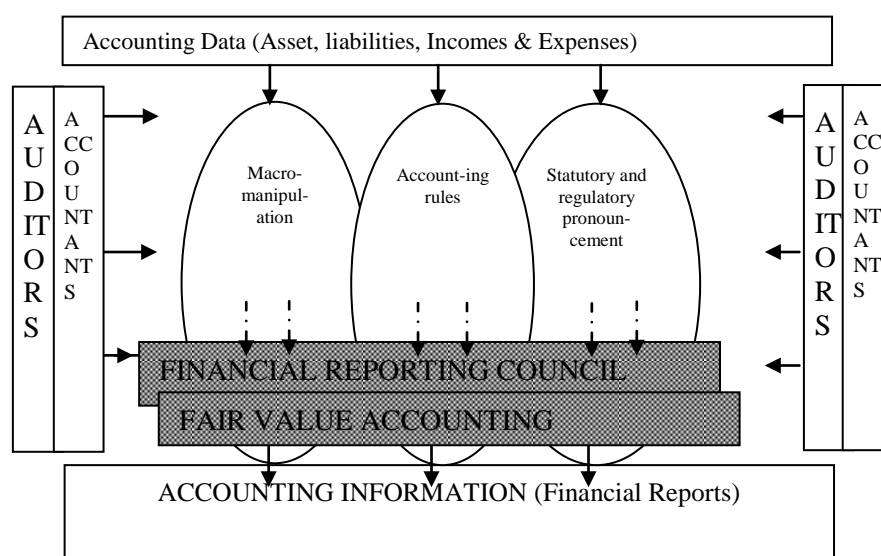 Accounting Data (Asset, liabilities, Incomes & Expenses)
A
U
D
IT
O
R
S
A
CC
O
U
NT
A
NT
S
Macro-
manipul-
ation
Account-ing
rules
Statutory and
regulatory
pronoun-
cement
A
U
D
IT
O
R
S
A
CC
O
U
NT
A
NT
S
FINANCIAL REPORTING COUNCIL
FAIR VALUE ACCOUNTING
ACCOUNTING INFORMATION (Financial Reports)